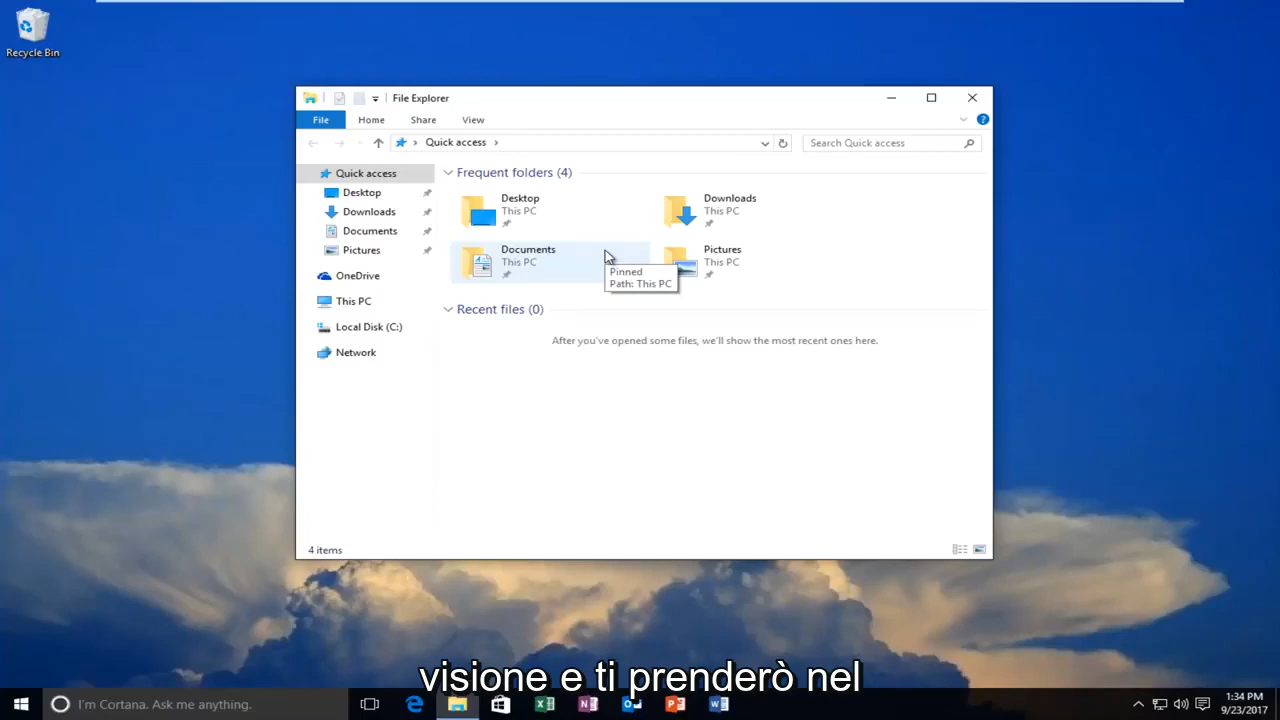 Recycle Bin
File Explorer
File Home Share View
Quick access
Search Quick access
Quick access
Desktop
Downloads
Documents
Pictures
OneDrive
This PC
Local Disk (C:)
Network
Frequent folders (4)
Desktop
This PC
Downloads
This PC
Documents
This PC
Pictures
This PC
Pinned
Path: This PC
Recent files (0)
After you've opened some files, we'll show the most recent ones here.
4 items
visione e ti prenderò nel
I'm Cortana. Ask me anything.
1:34 PM
9/23/2017